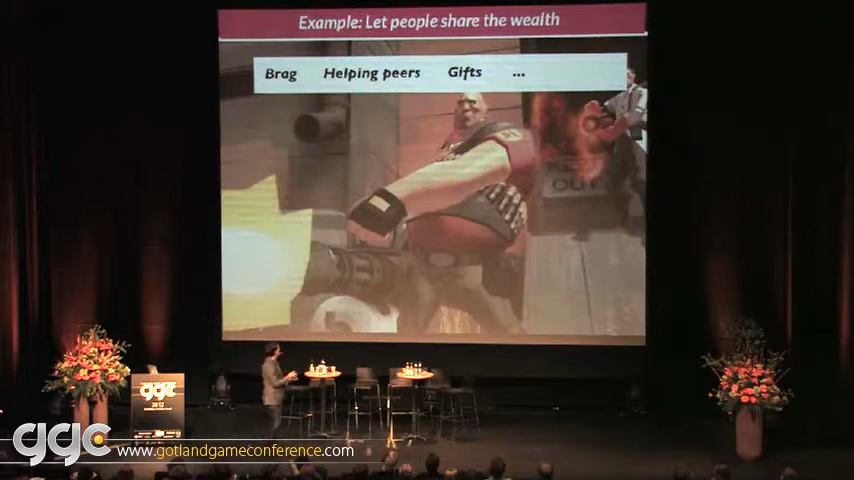 Example: Let people share the wealth
Brag Helping peers Gifts ...
KEEP
OUT
ggc
2012
ggc www.gotlandgameconference.com